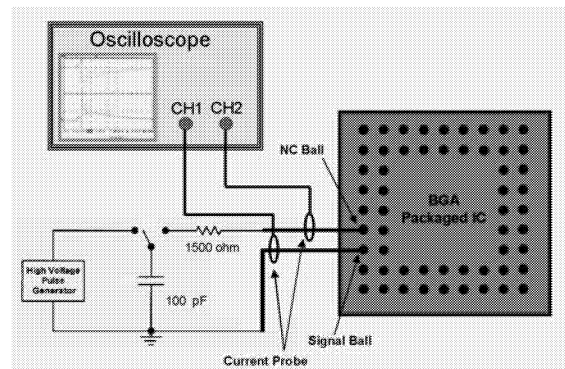 Oscilloscope
CH1 CH2
NC Ball
BGA
Packaged IC
1500 ohm
High Voltage
Pulse
Generator
100 pF
Signal Ball
Current Probe